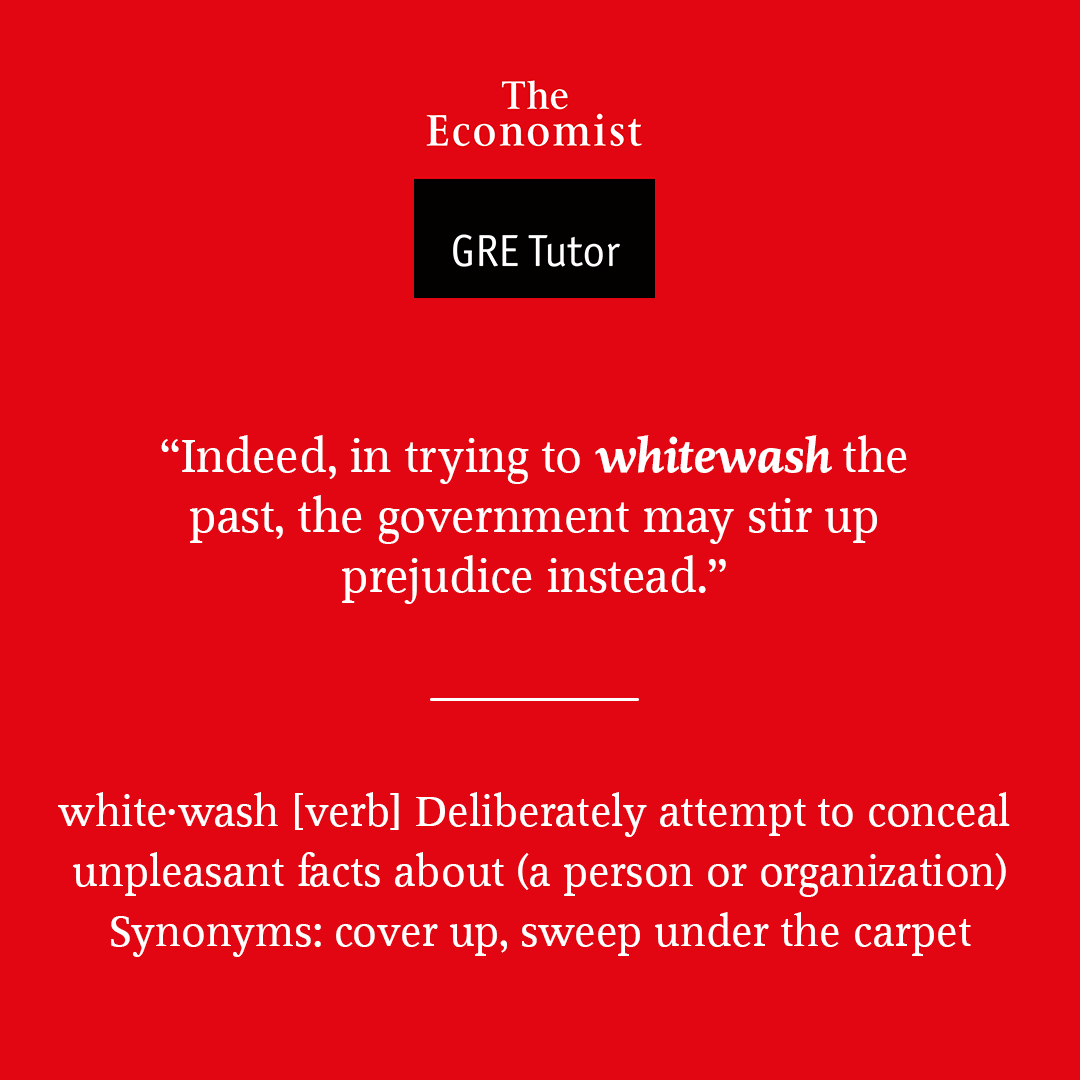 The
Economist
GRE Tutor
“Indeed, in trying to whitewash the
past, the government may stir up
prejudice instead.”
white·wash [verb] Deliberately attempt to conceal
unpleasant facts about (a person or organization)
Synonyms: cover up, sweep under the carpet